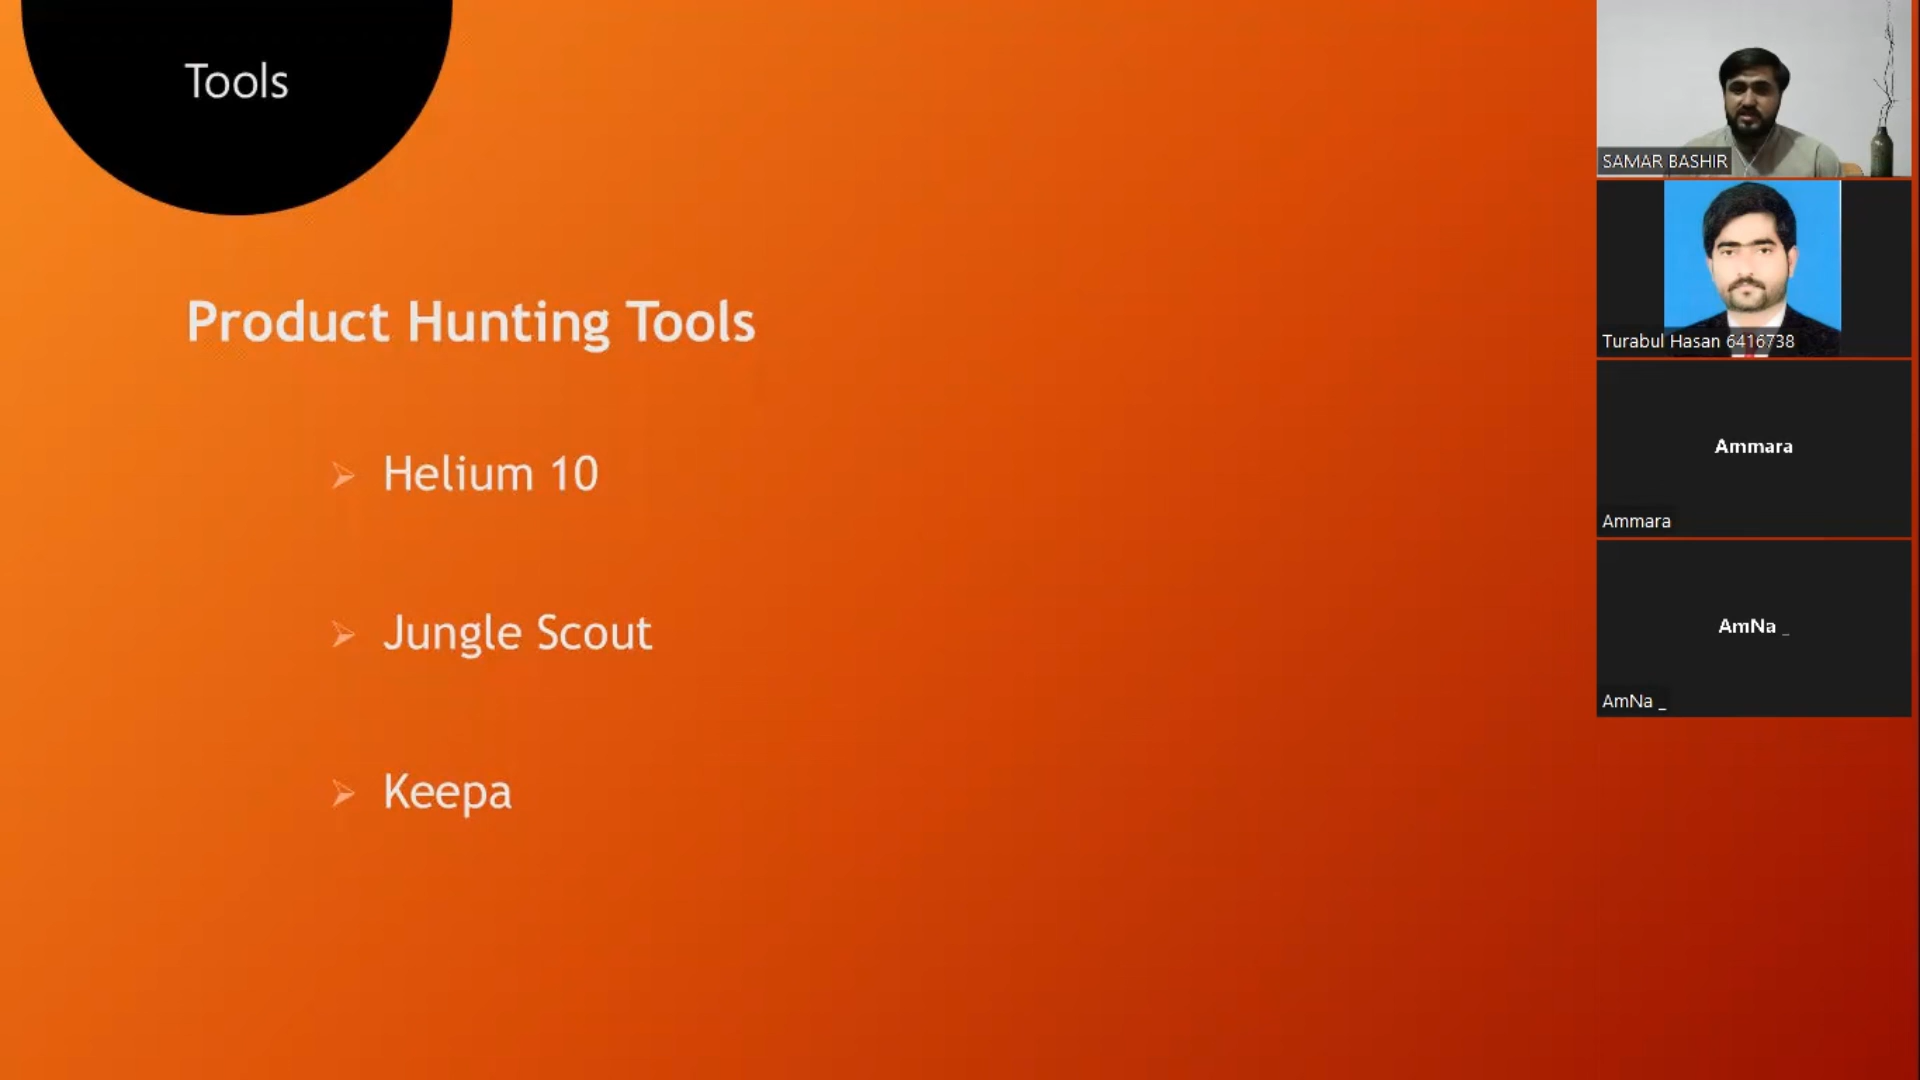 Tools
Product Hunting Tools
Helium 10
Jungle Scout
Keepa
SAMAR BASHIR
Turabul Hasan 6416738
Ammara
Ammara
AmNa _
AmNa _